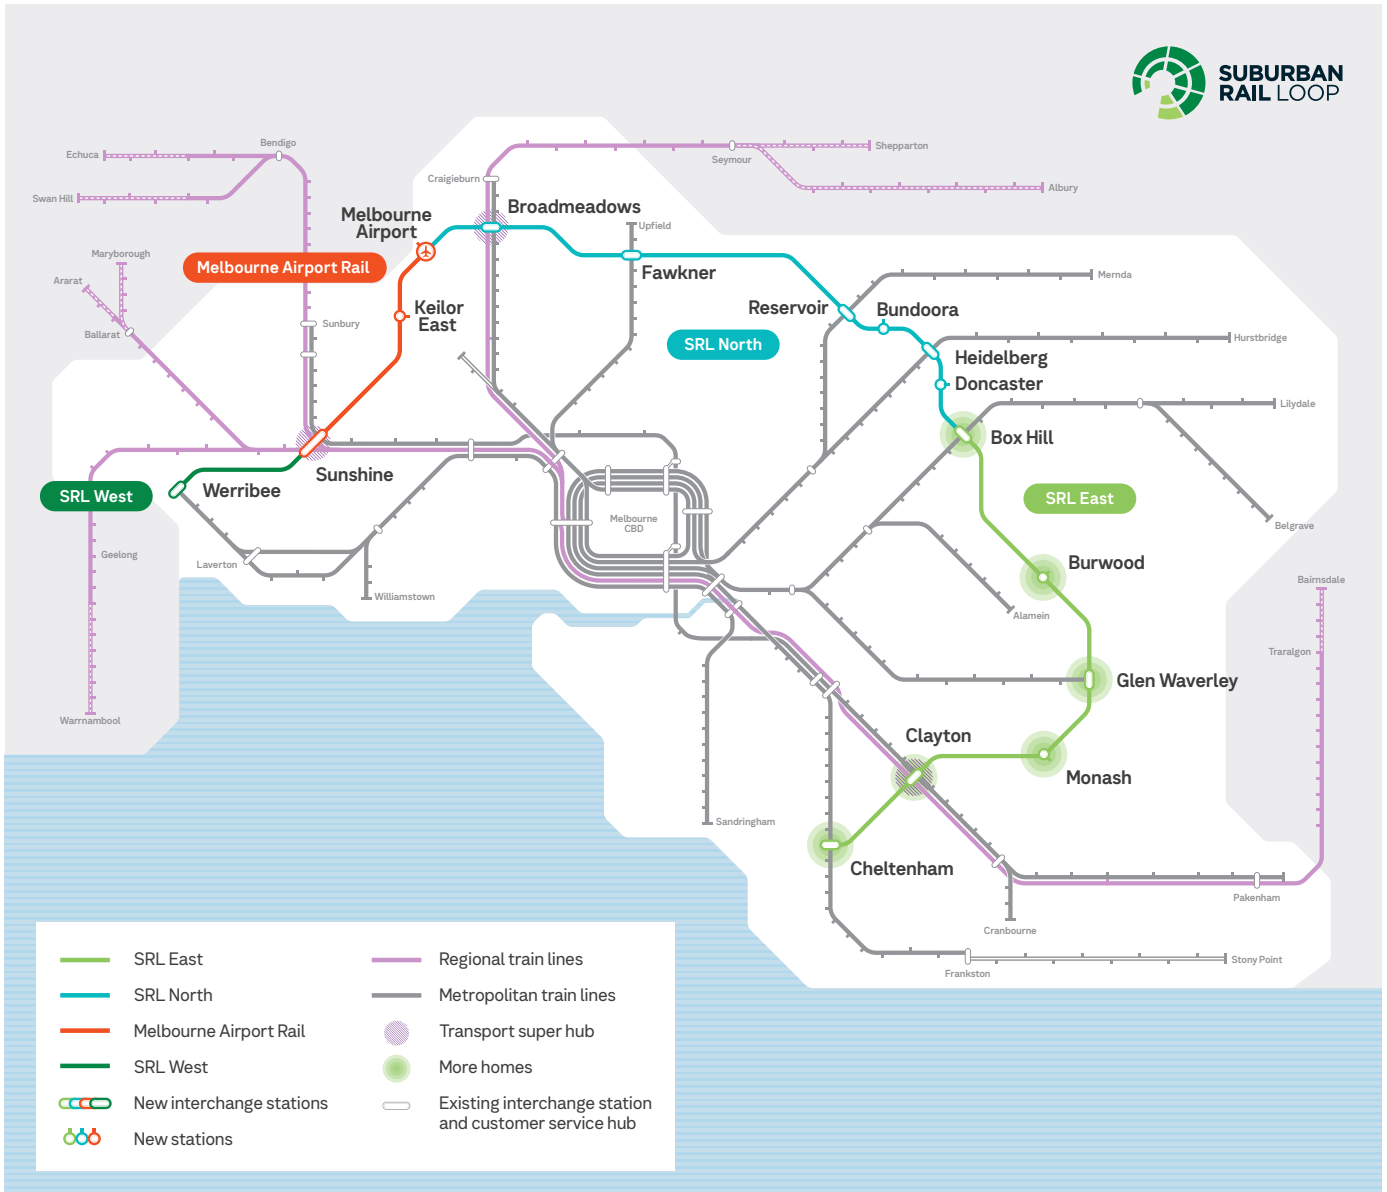 SUBURBAN
RAIL LOOP
Echuca
Bendigo
Swan Hill
Craigieburn
Seymour
Shepparton
Albury
Melbourne
Airport
Broadmeadows
Upfield
Fawkner
Maryborough
Ararat
Ballarat
Melbourne Airport Rail
Keilor
East
Sunbury
Mernda
Reservoir
Bundoora
SRL North
Hurstbridge
Heidelberg
Doncaster
Lilydale
Box Hill
Sunshine
SRL West
Werribee
SRL East
Melbourne
CBD
Belgrave
Geelong
Laverton
Williamstown
Burwood
Alamein
Bairnsdale
Traralgon
Glen Waverley
Warrnambool
Clayton
Monash
Sandringham
Cheltenham
Pakenham
Cranbourne
Frankston
Stony Point
SRL East
SRL North
Melbourne Airport Rail
SRL West
New interchange stations
New stations
Regional train lines
Metropolitan train lines
Transport super hub
More homes
Existing interchange station
and customer service hub